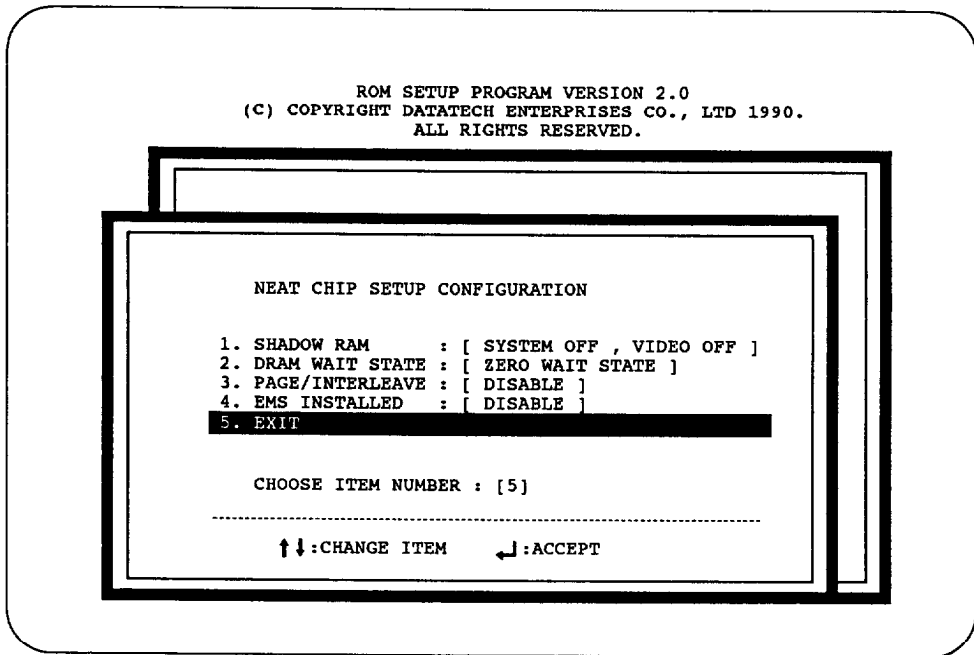 ROM SETUP PROGRAM VERSION 2.0
(C) COPYRIGHT DATATECH ENTERPRISES CO., LTD 1990.
ALL RIGHTS RESERVED.
NEAT CHIP SETUP CONFIGURATION
1. SHADOW RAM : [ SYSTEM OFF , VIDEO OFF ]
2. DRAM WAIT STATE : [ ZERO WAIT STATE ]
3. PAGE/INTERLEAVE : [ DISABLE ]
4. EMS INSTALLED : [ DISABLE ]
5. EXIT
CHOOSE ITEM NUMBER : [5]
↑↓:CHANGE ITEM ↵:ACCEPT